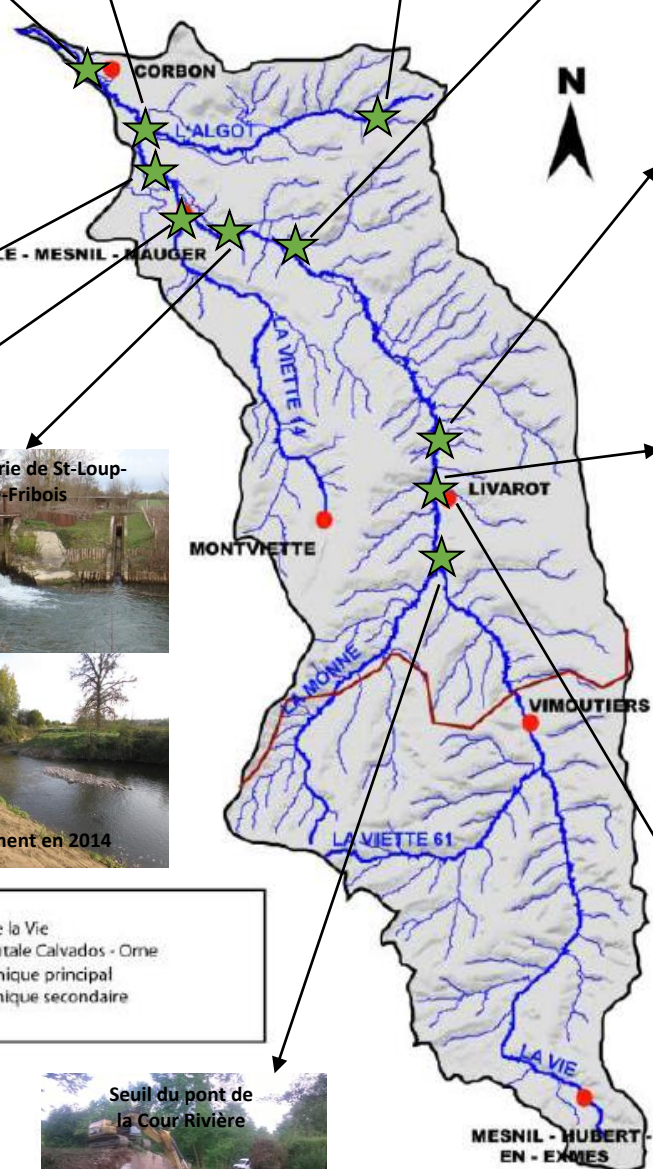 CORBON
N
L'ALGOT
LE - MESNIL - MAUGER
LA VIETTE 14
rie de St-Loup-
-Fribois
LIVAROT
MONTVIETTE
LA MONNE
VIMOUTIERS
ent en 2014
LA VIETTE 61
la Vie
tale Calvados - Orne
ique principal
ique secondaire
LA VIE
Seuil du pont de
la Cour Rivière
MESNIL - HUBERT -
EN - EXMES